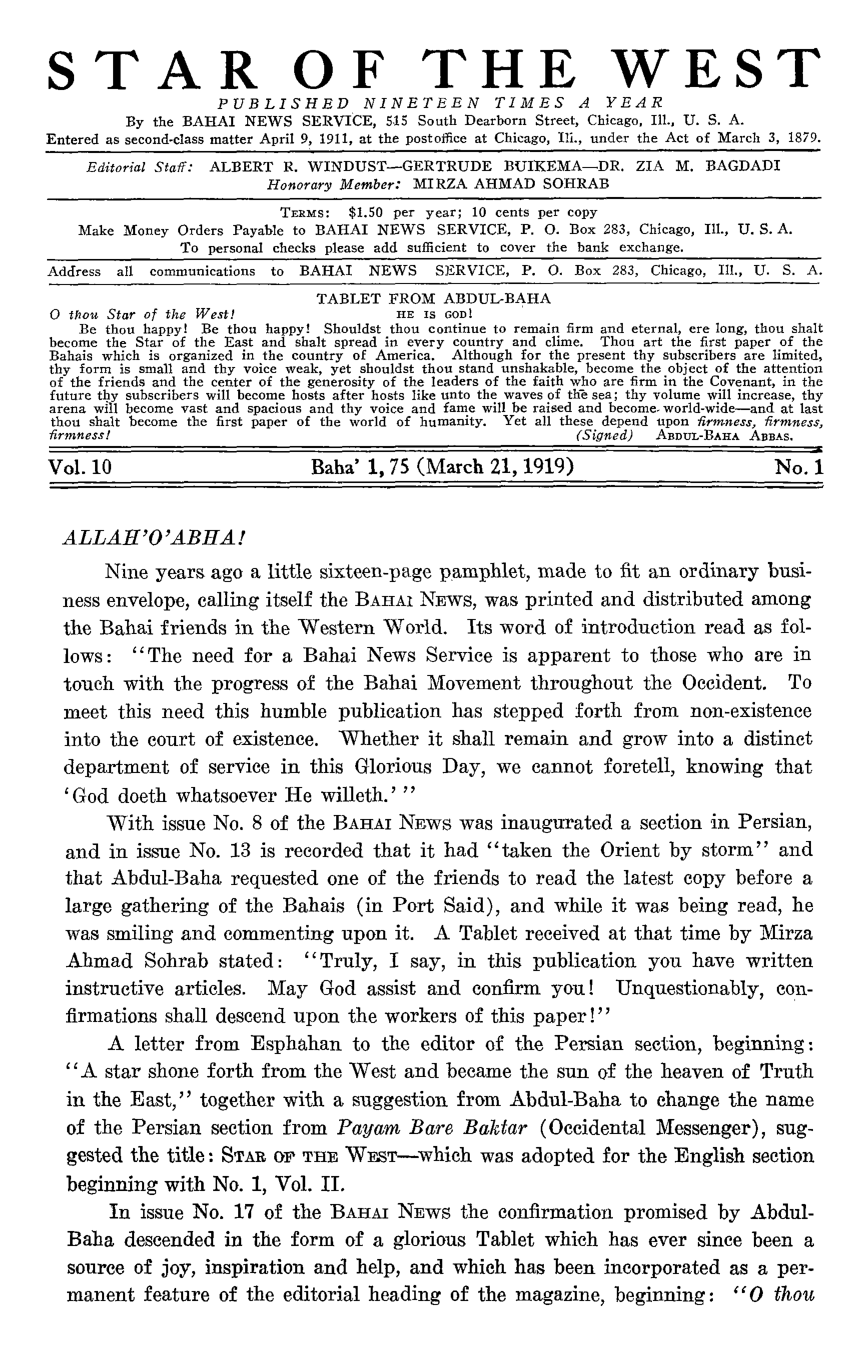 STAR OF THE WEST
PUBLISHED NINETEEN TIMES A YEAR
By the BAHAI NEWS SERVICE, 515 South Dearborn Street, Chicago, Ill., U. S. A.
Entered as second-class matter April 9, 1911, at the postoffice at Chicago, Ill., under the Act of March 3, 1879.
Editorial Staff: ALBERT R. WINDUST—GERTRUDE BUIKEMA—DR. ZIA M. BAGDADI
Honorary Member: MIRZA AHMAD SOHRAB
TERMS: $1.50 per year; 10 cents per copy
Make Money Orders Payable to BAHAI NEWS SERVICE, P. O. Box 283, Chicago, Ill., U. S. A.
To personal checks please add sufficient to cover the bank exchange.
Address all communications to BAHAI NEWS SERVICE, P. O. Box 283, Chicago, Ill., U. S. A.
TABLET FROM ABDUL-BAHA
O thou Star of the West! HE IS GOD!
Be thou happy! Be thou happy! Shouldst thou continue to remain firm and eternal, ere long, thou shalt
become the Star of the East and shalt spread in every country and clime. Thou art the first paper of the
Bahais which is organized in the country of America. Although for the present thy subscribers are limited,
thy form is small and thy voice weak, yet shouldst thou stand unshakable, become the object of the attention
of the friends and the center of the generosity of the leaders of the faith who are firm in the Covenant, in the
future thy subscribers will become hosts after hosts like unto the waves of the sea; thy volume will increase, thy
arena will become vast and spacious and thy voice and fame will be raised and become world-wide—and at last
thou shalt become the first paper of the world of humanity. Yet all these depend upon firmness, firmness,
firmness! (Signed) ABDUL-BAHA ABBAS.
Vol. 10 Baha' 1, 75 (March 21, 1919) No. 1
ALLAH'O'ABHA!
Nine years ago a little sixteen-page pamphlet, made to fit an ordinary busi-
ness envelope, calling itself the BAHAI NEWS, was printed and distributed among
the Bahai friends in the Western World. Its word of introduction read as fol-
lows: "The need for a Bahai News Service is apparent to those who are in
touch with the progress of the Bahai Movement throughout the Occident. To
meet this need this humble publication has stepped forth from non-existence
into the court of existence. Whether it shall remain and grow into a distinct
department of service in this Glorious Day, we cannot foretell, knowing that
'God doeth whatsoever He willeth.' "
With issue No. 8 of the BAHAI NEWS was inaugurated a section in Persian,
and in issue No. 13 is recorded that it had "taken the Orient by storm" and
that Abdul-Baha requested one of the friends to read the latest copy before a
large gathering of the Bahais (in Port Said), and while it was being read, he
was smiling and commenting upon it. A Tablet received at that time by Mirza
Ahmad Sohrab stated: "Truly, I say, in this publication you have written
instructive articles. May God assist and confirm you! Unquestionably, con-
firmations shall descend upon the workers of this paper!"
A letter from Esphahan to the editor of the Persian section, beginning:
"A star shone forth from the West and became the sun of the heaven of Truth
in the East," together with a suggestion from Abdul-Baha to change the name
of the Persian section from Payam Bare Baktar (Occidental Messenger), sug-
gested the title: STAR OF THE WEST—which was adopted for the English section
beginning with No. 1, Vol. II.
In issue No. 17 of the BAHAI NEWS the confirmation promised by Abdul-
Baha descended in the form of a glorious Tablet which has ever since been a
source of joy, inspiration and help, and which has been incorporated as a per-
manent feature of the editorial heading of the magazine, beginning: "O thou